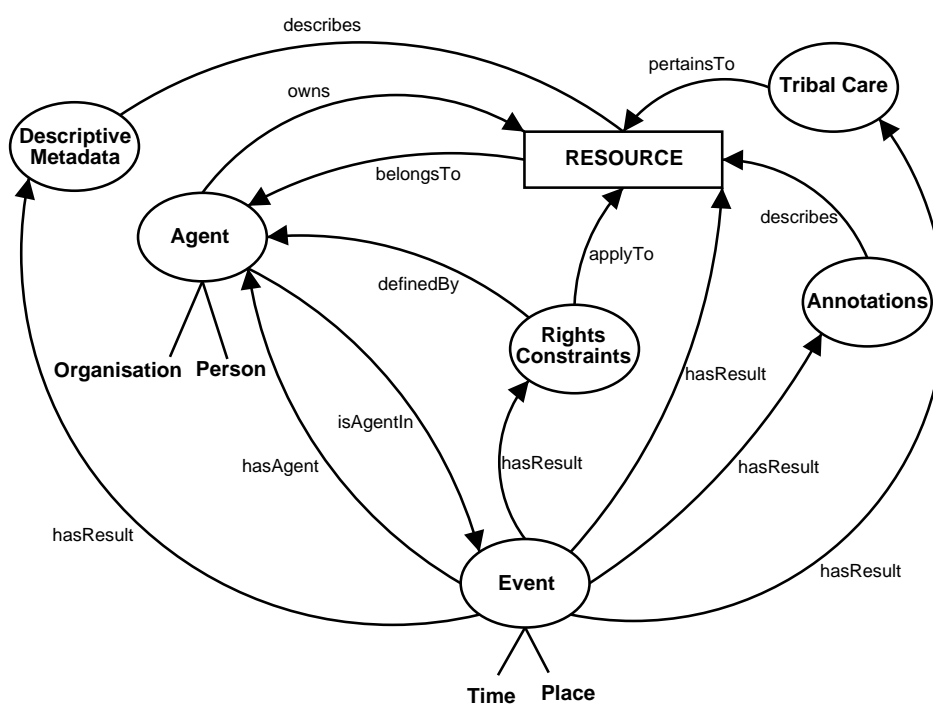 describes
pertainsTo
Tribal Care
owns
Descriptive
Metadata
RESOURCE
belongsTo
describes
Agent
applyTo
definedBy
Annotations
Rights
Constraints
Organisation
Person
hasResult
isAgentIn
hasAgent
hasResult
hasResult
hasResult
hasResult
Event
Time
Place